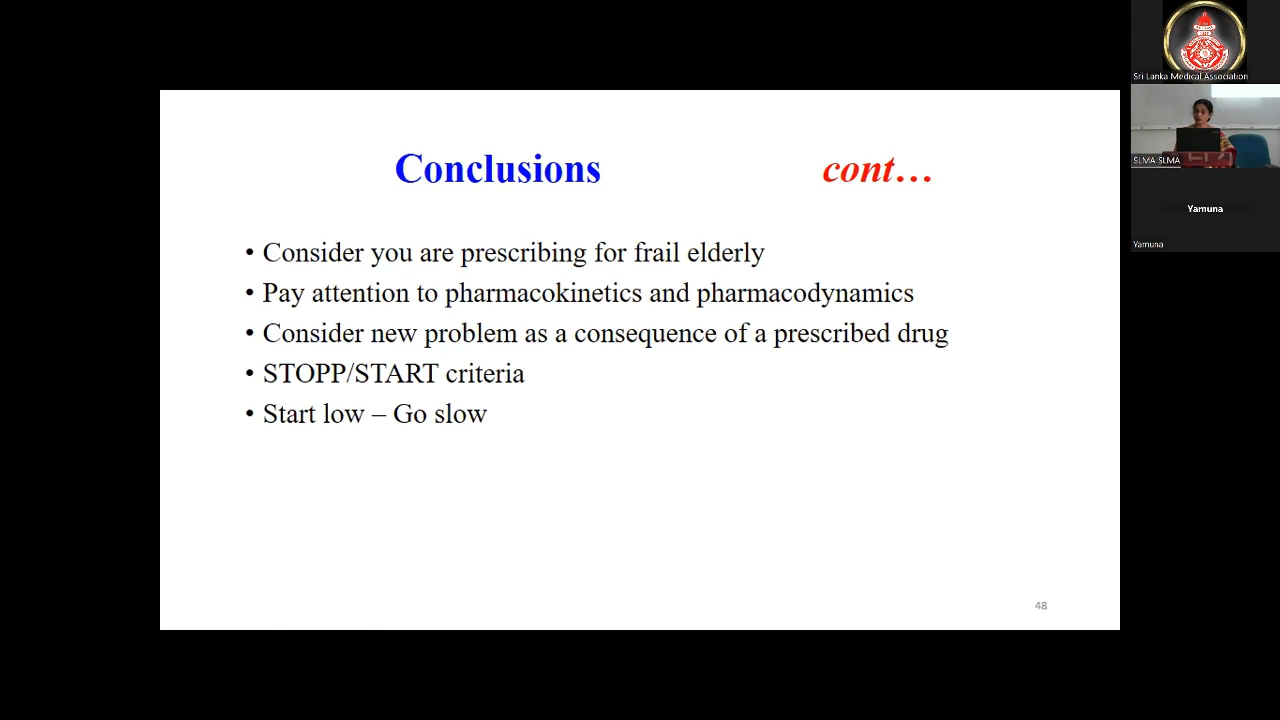 Conclusions cont…
• Consider you are prescribing for frail elderly
• Pay attention to pharmacokinetics and pharmacodynamics
• Consider new problem as a consequence of a prescribed drug
• STOPP/START criteria
• Start low – Go slow
48
Sri Lanka Medical Association
SLMA SLMA
Yamuna
Yamuna